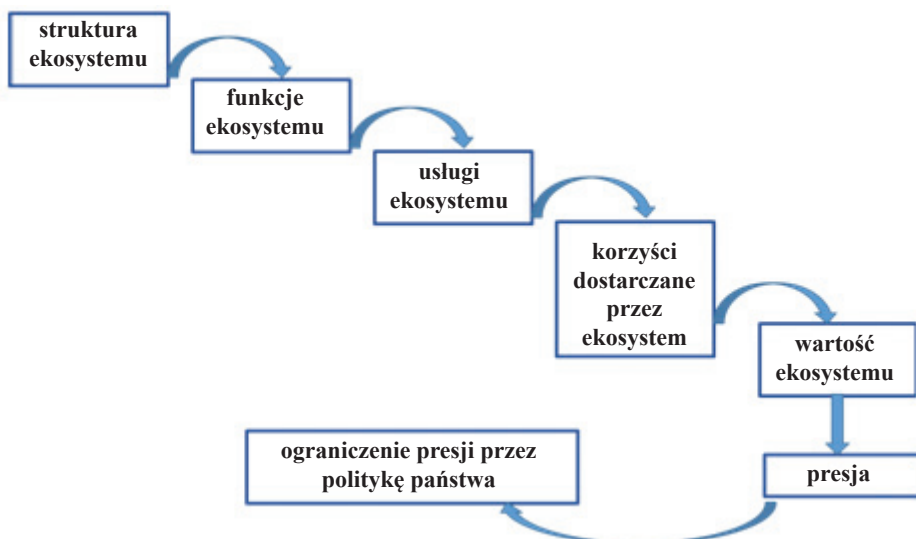 struktura
ekosystemu
funkcje
ekosystemu
usługi
ekosystemu
korzyści
dostarczane
przez
ekosystem
wartość
ekosystemu
presja
ograniczenie presji przez
politykę państwa